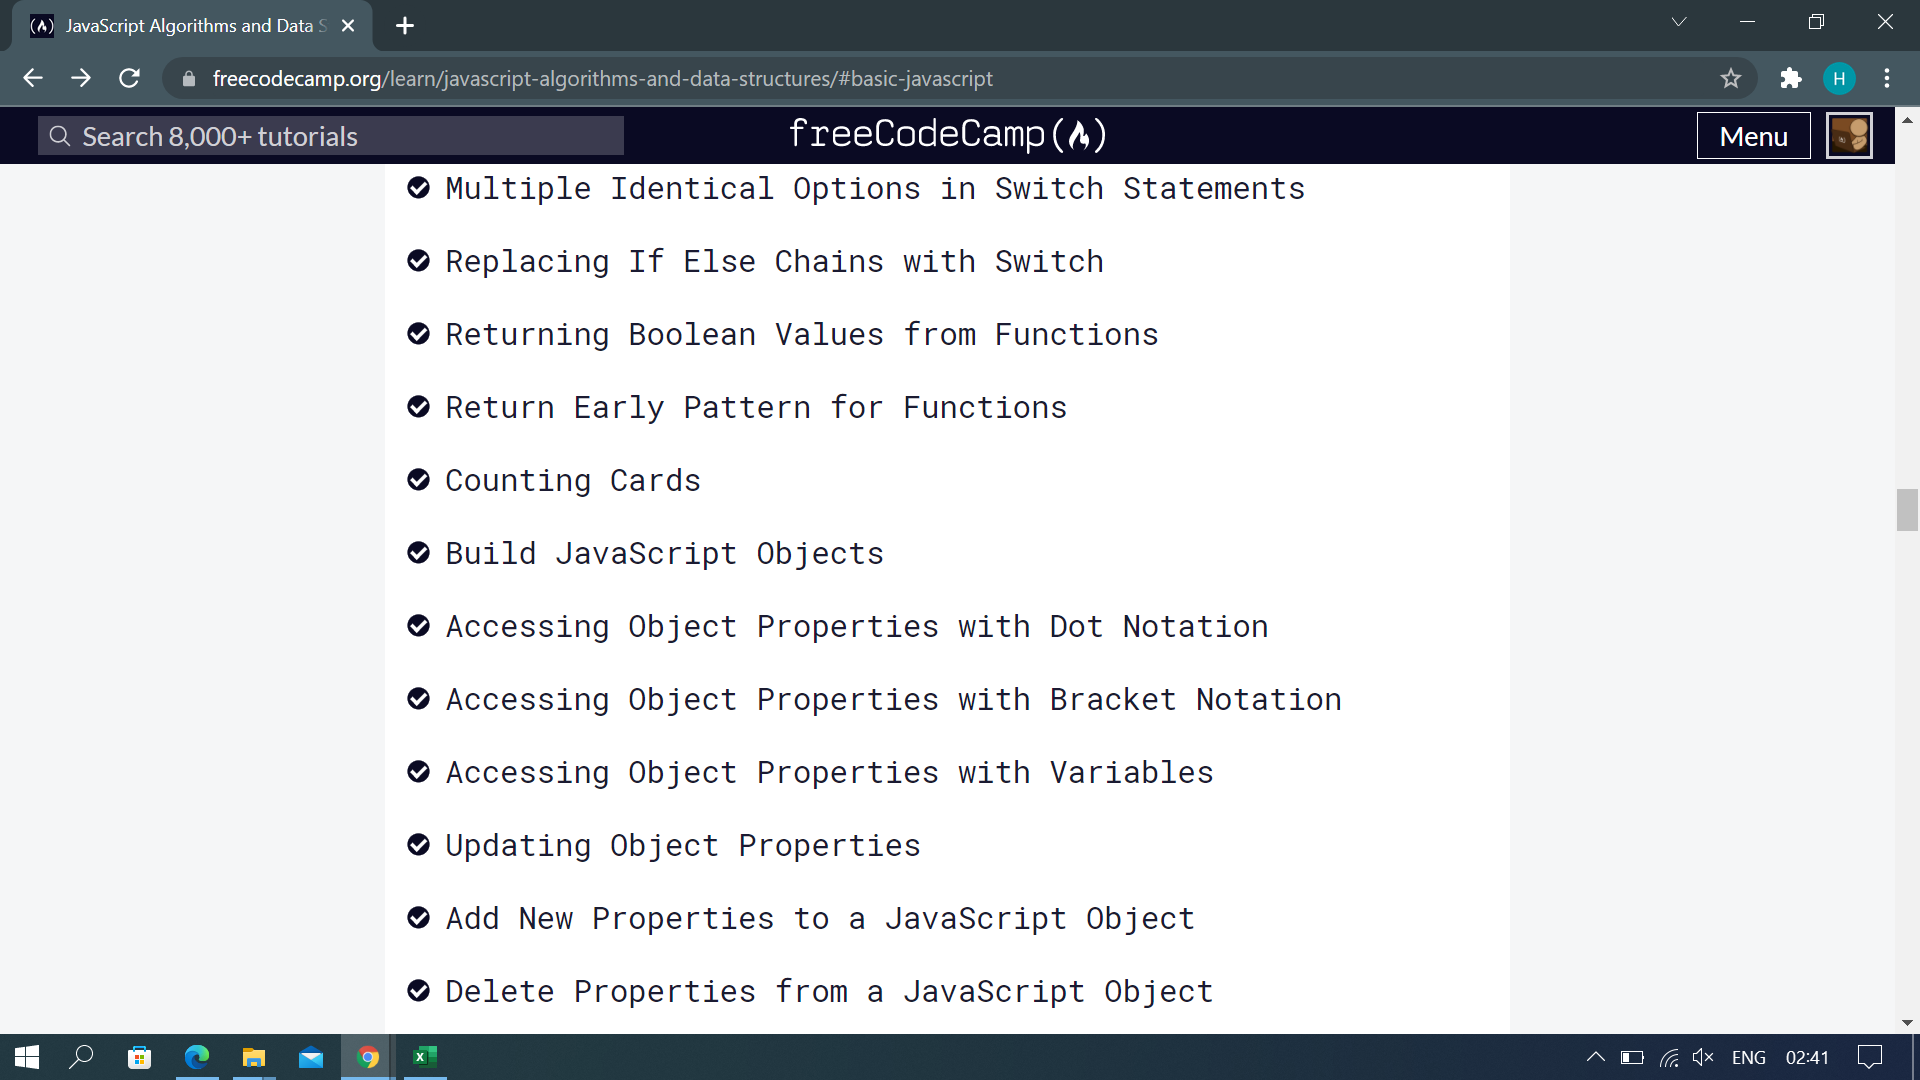 JavaScript Algorithms and Data S
freecodecamp.org/learn/javascript-algorithms-and-data-structures/#basic-javascript
H
Search 8,000+ tutorials
freeCodeCamp
Menu
Multiple Identical Options in Switch Statements
Replacing If Else Chains with Switch
Returning Boolean Values from Functions
Return Early Pattern for Functions
Counting Cards
Build JavaScript Objects
Accessing Object Properties with Dot Notation
Accessing Object Properties with Bracket Notation
Accessing Object Properties with Variables
Updating Object Properties
Add New Properties to a JavaScript Object
Delete Properties from a JavaScript Object
ENG 02:41